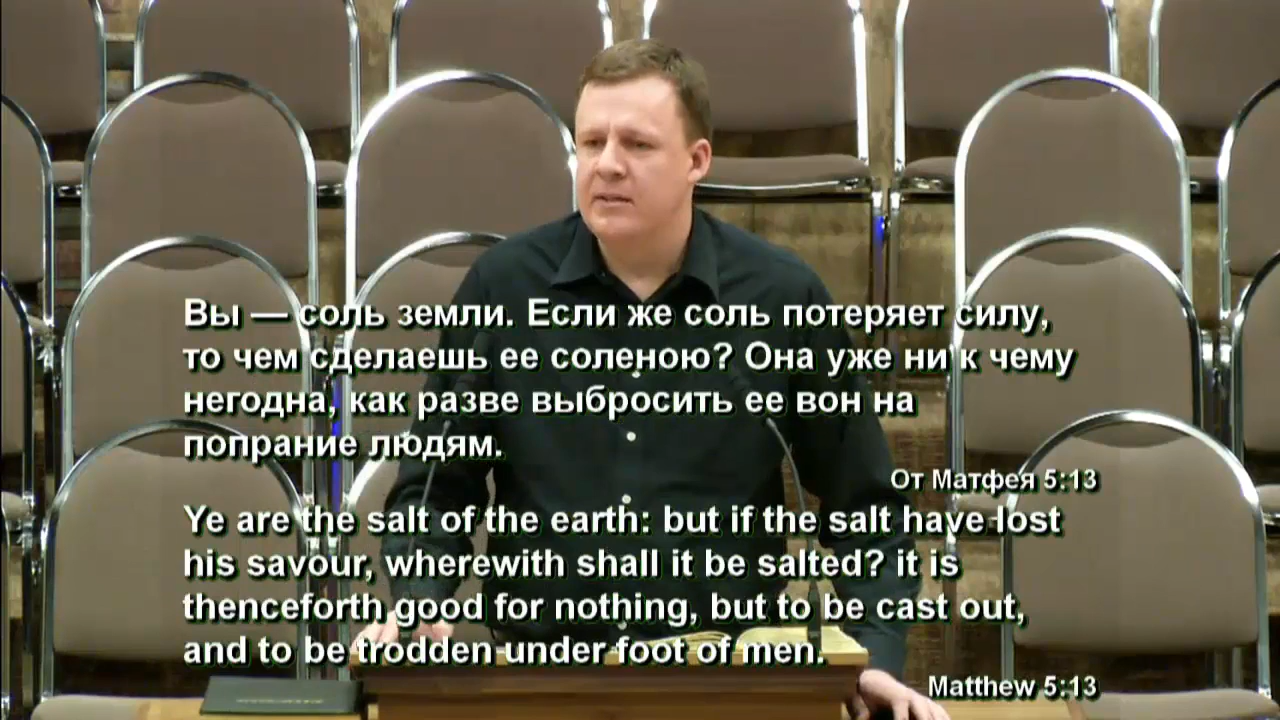 Вы — соль земли. Если же соль потеряет силу,
то чем сделаешь ее соленою? Она уже ни к чему
негодна, как разве выбросить ее вон на
попрание людям.
От Матфея 5:13
Ye are the salt of the earth: but if the salt have lost
his savour, wherewith shall it be salted? it is
thenceforth good for nothing, but to be cast out,
and to be trodden under foot of men.
Matthew 5:13